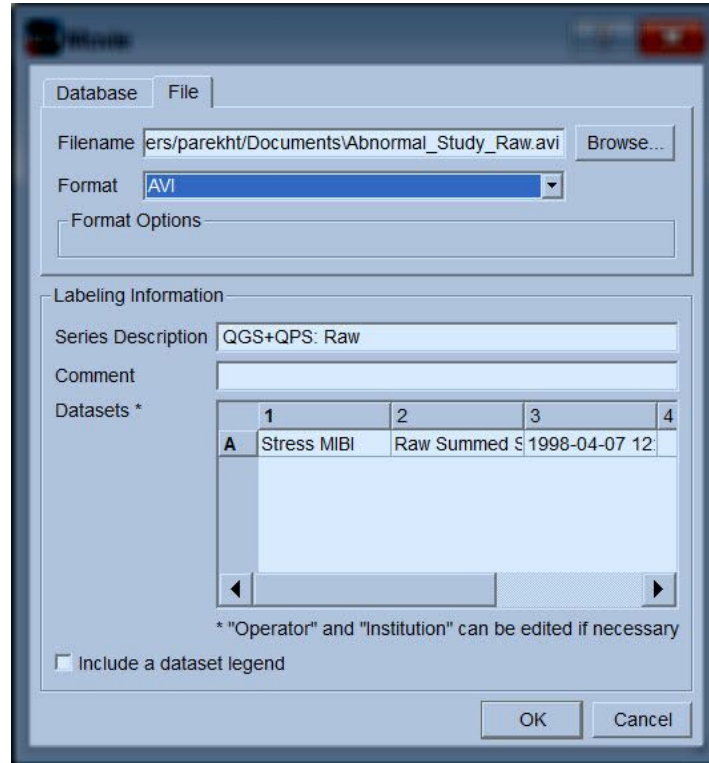 Movie
Database File
Filename ers/parekht/Documents\Abnormal_Study_Raw.avi Browse...
Format AVI
Format Options
Labeling Information
Series Description QGS+QPS: Raw
Comment
Datasets *
1 2 3 4
A Stress MIBI Raw Summed S 1998-04-07 12:
* "Operator" and "Institution" can be edited if necessary
Include a dataset legend
OK Cancel